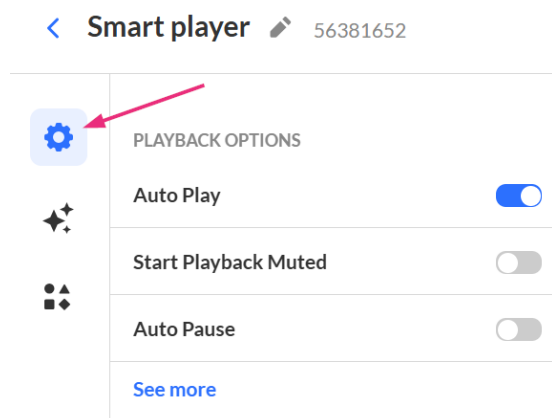 Smart player 56381652
PLAYBACK OPTIONS
Auto Play
Start Playback Muted
Auto Pause
See more